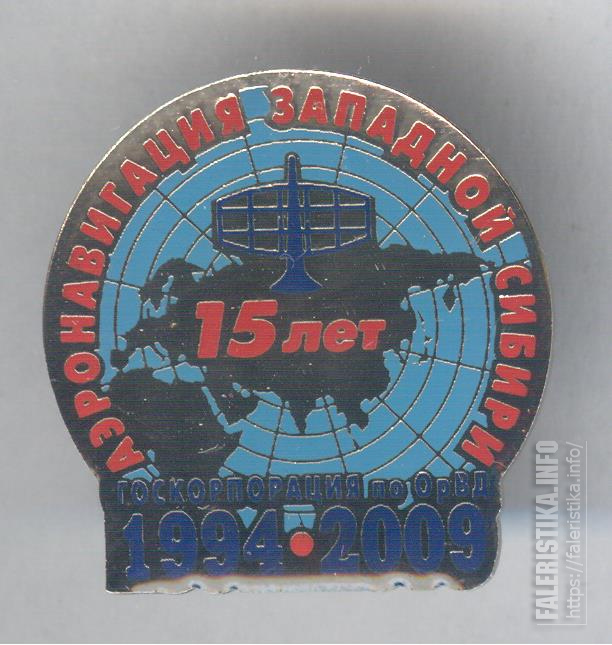 АЭРОНАВИГАЦИЯ ЗАПАДНОЙ СИБИРИ
15 лет
ГОСКОРПОРАЦИЯ по ОрВД
1994•2009
FALERISTIKA.INFO
https://faleristika.info/